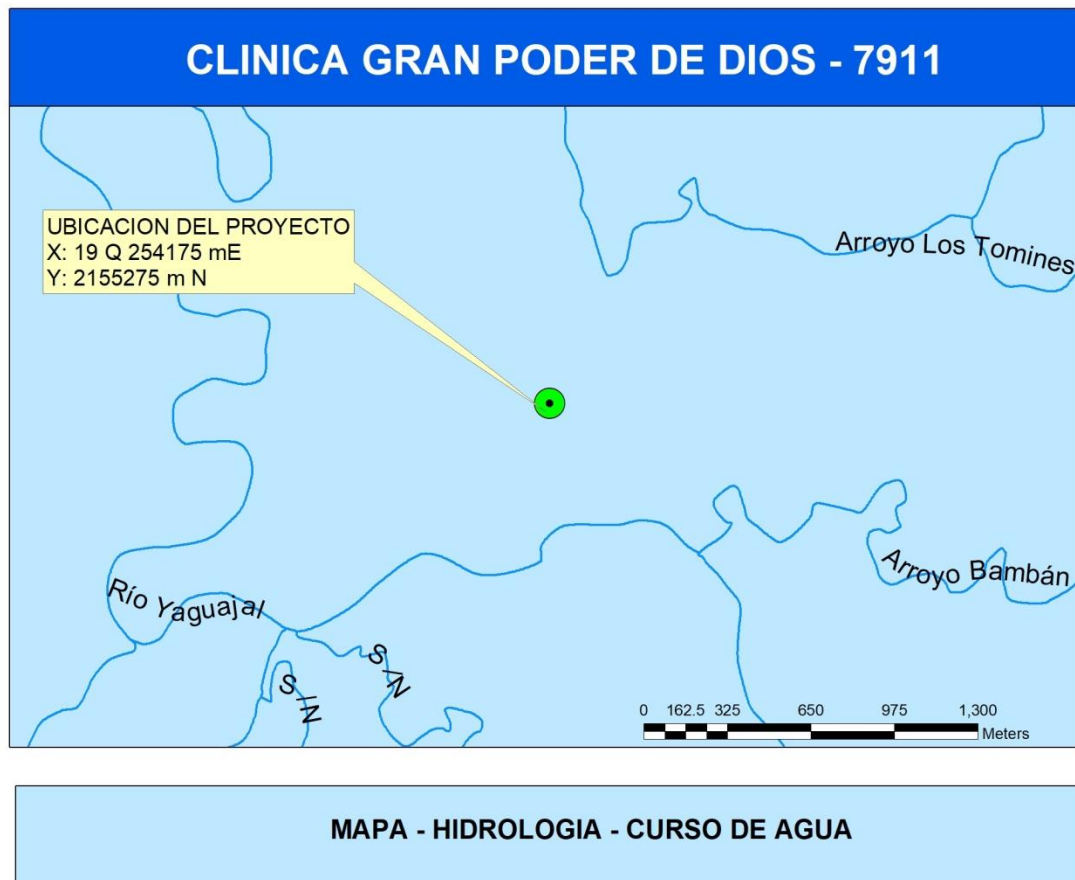 CLINICA GRAN PODER DE DIOS - 7911
UBICACION DEL PROYECTO
X: 19 Q 254175 mE
Y: 2155275 m N
Arroyo Los Tomines
Arroyo Bambán
Río Yaguajal
S/N
S/N
0 162.5 325 650 975 1,300
Meters
MAPA - HIDROLOGIA - CURSO DE AGUA